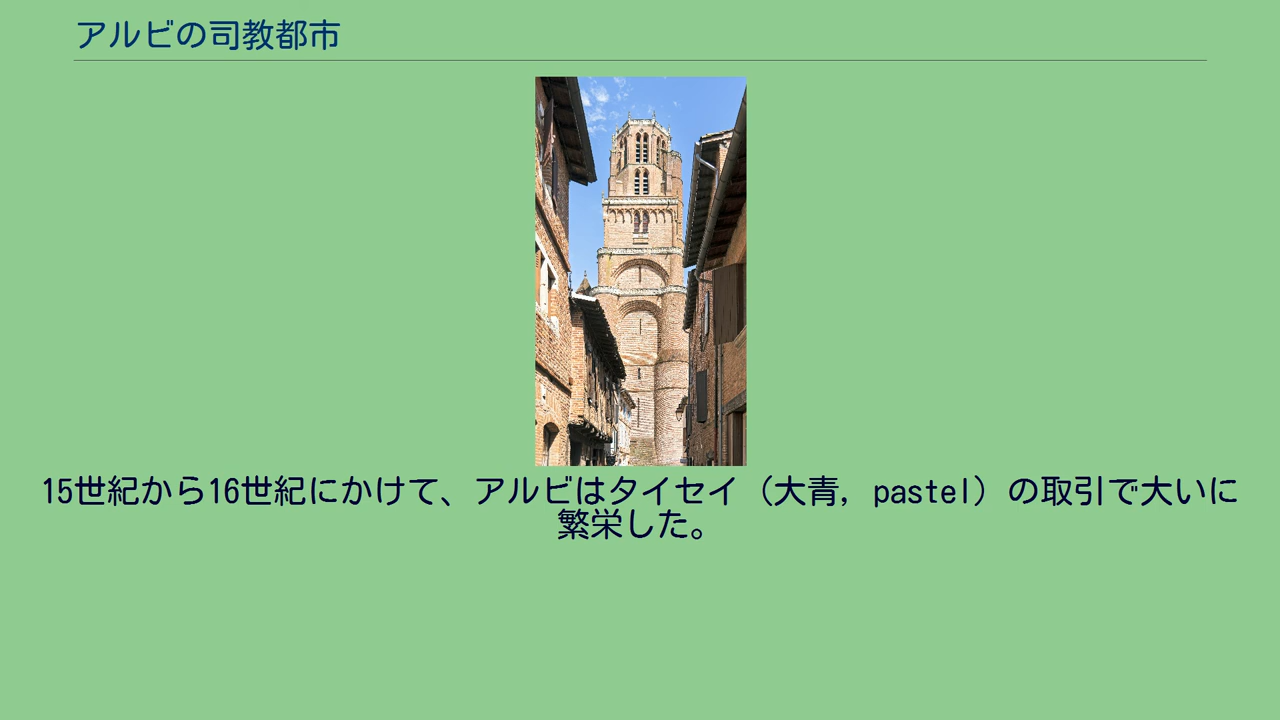 アルビの司教都市
15世紀から16世紀にかけて、アルビはタイセイ（大青, pastel）の取引で大いに
繁栄した。